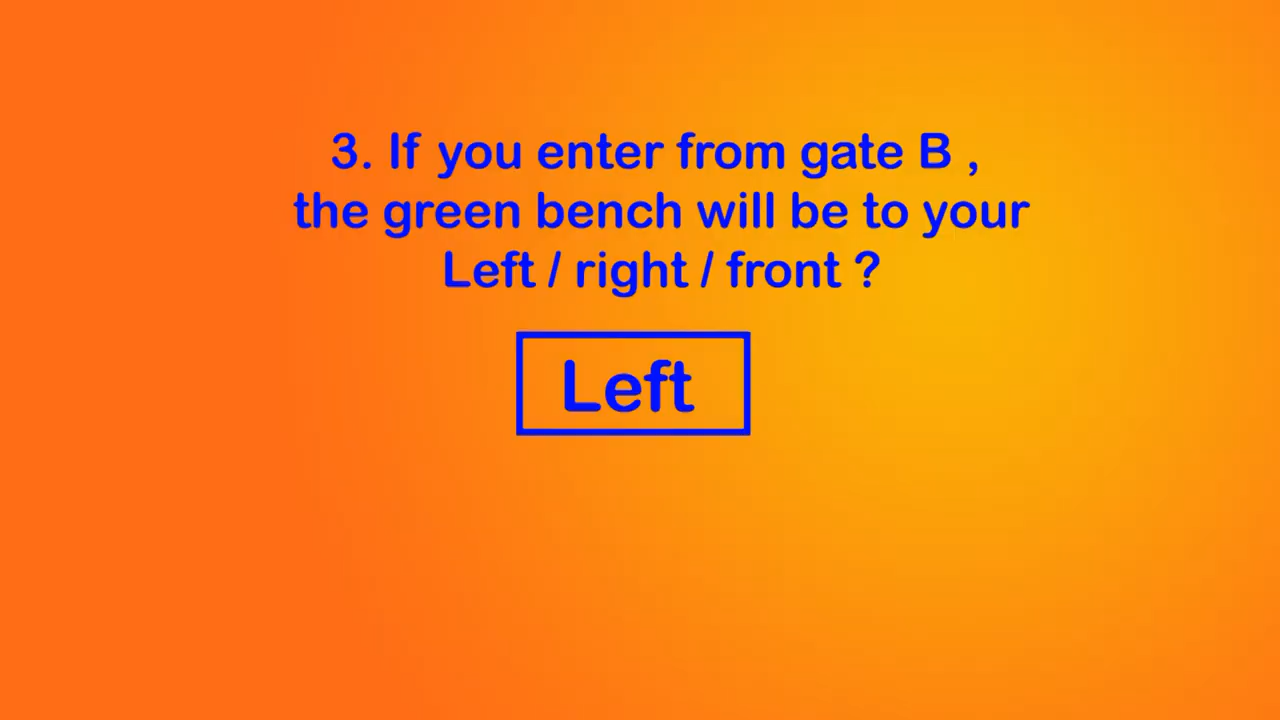 3. If you enter from gate B ,
the green bench will be to your
Left / right / front ?
Left